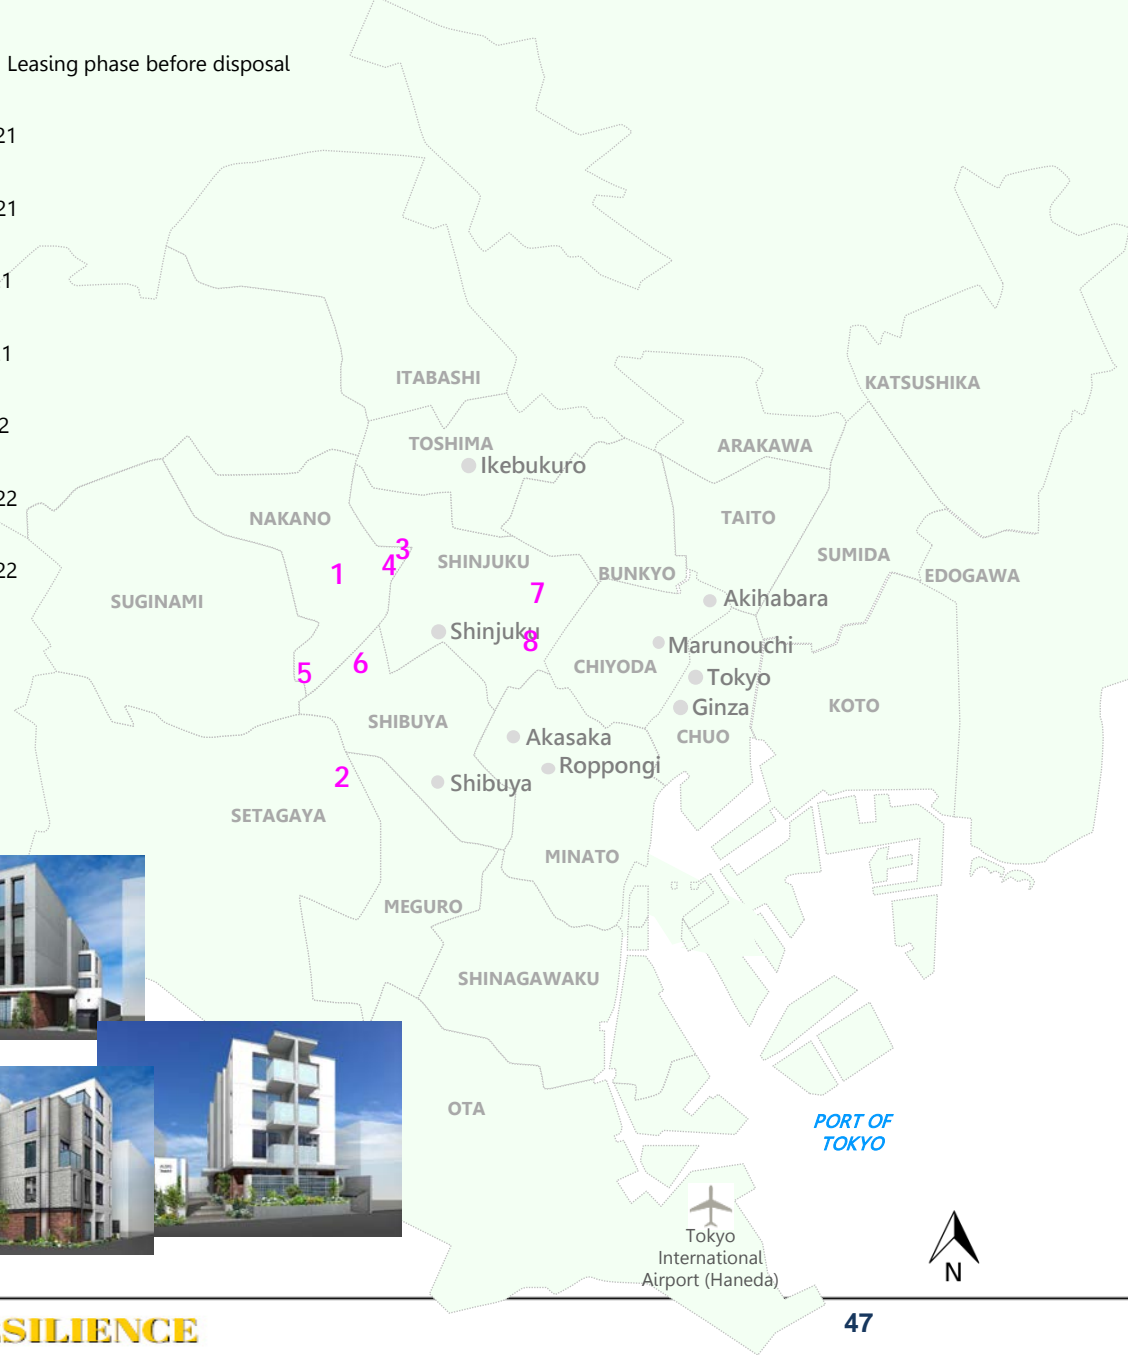 Leasing phase before disposal
21
21
1
1
2
22
22
ITABASHI
KATSUSHIKA
TOSHIMA
ARAKAWA
Ikebukuro
NAKANO
TAITO
3
SHINJUKU
SUMIDA
4
1
BUNKYO
EDOGAWA
7
SUGINAMI
Akihabara
Shinjuku
8
Marunouchi
6
CHIYODA
5
Tokyo
Ginza
KOTO
SHIBUYA
Akasaka
CHUO
Roppongi
2
Shibuya
SETAGAYA
MINATO
MEGURO
SHINAGAWAKU
OTA
PORT OF
TOKYO
Tokyo
International
Airport (Haneda)
N
SILIENCE
47